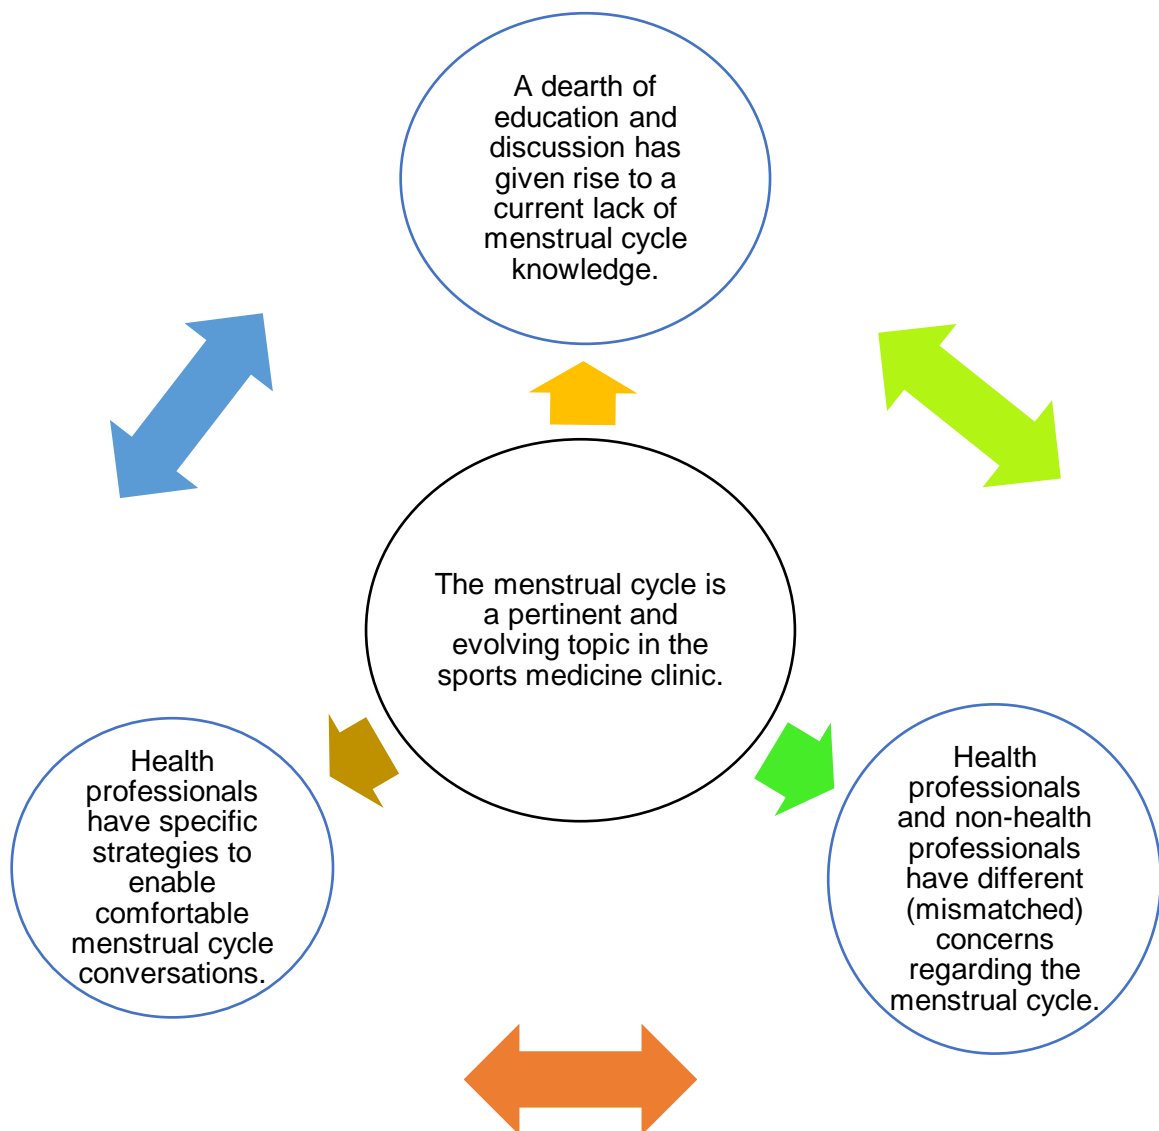 A dearth of
education and
discussion has
given rise to a
current lack of
menstrual cycle
knowledge.
The menstrual cycle is
a pertinent and
evolving topic in the
sports medicine clinic.
Health
professionals
have specific
strategies to
enable
comfortable
menstrual cycle
conversations.
Health
professionals
and non-health
professionals
have different
(mismatched)
concerns
regarding the
menstrual cycle.